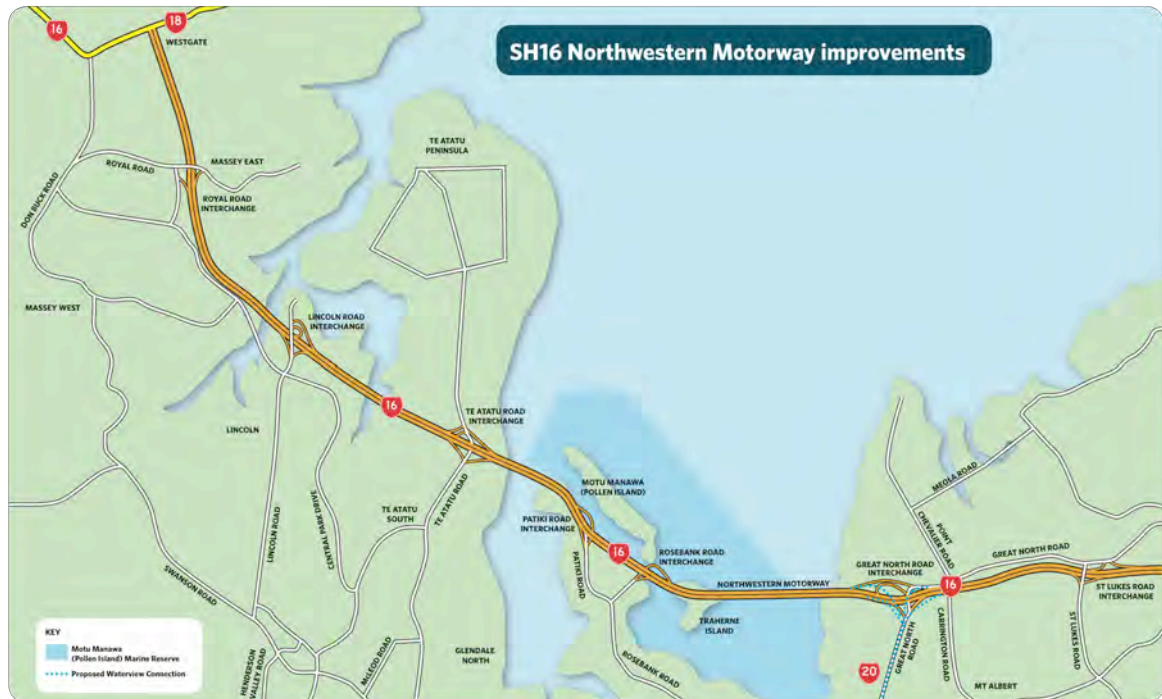 SH16 Northwestern Motorway improvements
16
18
WESTGATE
TE ATATU
PENINSULA
ROYAL ROAD
MASSEY EAST
DON BUCK ROAD
ROYAL ROAD
INTERCHANGE
MASSEY WEST
LINCOLN ROAD
INTERCHANGE
16
TE ATATU ROAD
INTERCHANGE
LINCOLN
MOTU MANAWA
(POLLEN ISLAND)
MEOLA ROAD
POINT
CHEVALIER ROAD
TE ATATU
SOUTH
TE ATATU ROAD
PATIKI ROAD
INTERCHANGE
LINCOLN ROAD
CENTRAL PARK DRIVE
16
ROSEBANK ROAD
INTERCHANGE
GREAT NORTH ROAD
GREAT NORTH ROAD
INTERCHANGE
PATIKI ROAD
NORTHWESTERN MOTORWAY
16
ST LUKES ROAD
INTERCHANGE
SWANSON ROAD
TRAHERNE
ISLAND
GREAT NORTH
ROAD
CARRINGTON ROAD
ST LUKES ROAD
KEY
Motu Manawa
(Pollen Island) Marine Reserve
Proposed Waterview Connection
HENDERSON
VALLEY ROAD
McLEOD ROAD
GLENDALE
NORTH
ROSEBANK ROAD
20
MT ALBERT